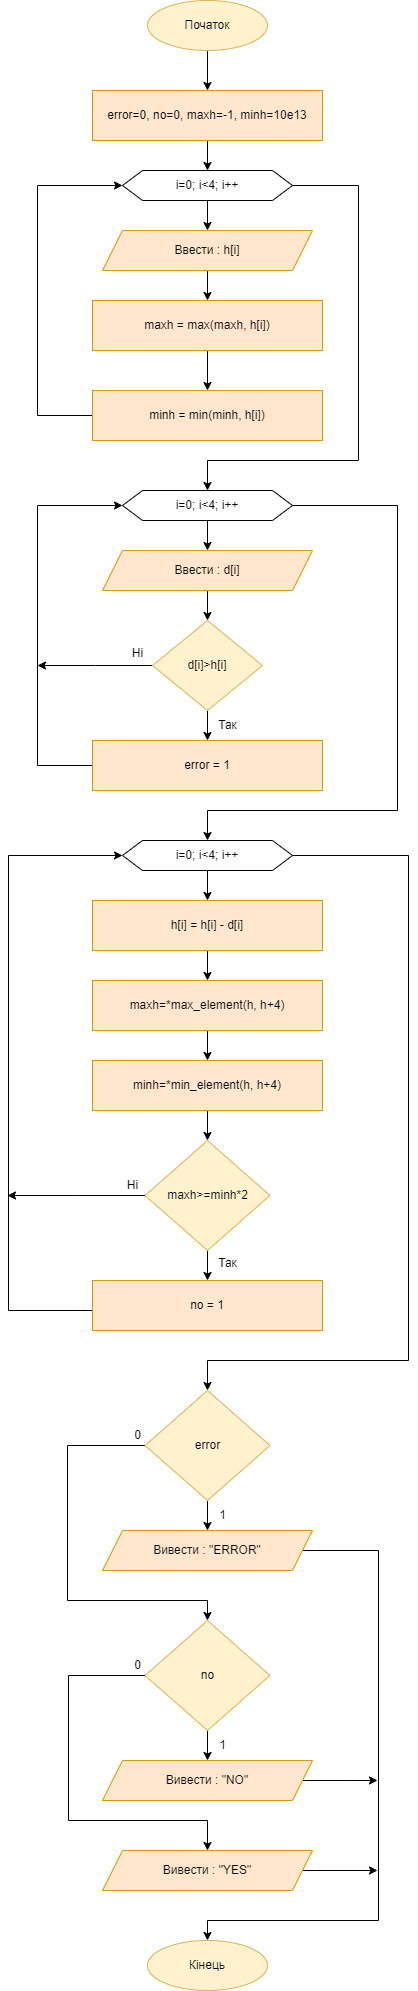 Початок
error=0, no=0, maxh=-1, minh=10e13
i=0; i<4; i++
Ввести : h[i]
maxh = max(maxh, h[i])
minh = min(minh, h[i])
i=0; i<4; i++
Ввести : d[i]
Ні
d[i]>h[i]
Так
error = 1
i=0; i<4; i++
h[i] = h[i] - d[i]
maxh=*max_element(h, h+4)
minh=*min_element(h, h+4)
Ні
maxh>=minh*2
Так
no = 1
0
error
1
Вивести : "ERROR"
0
no
1
Вивести : "NO"
Вивести : "YES"
Кінець